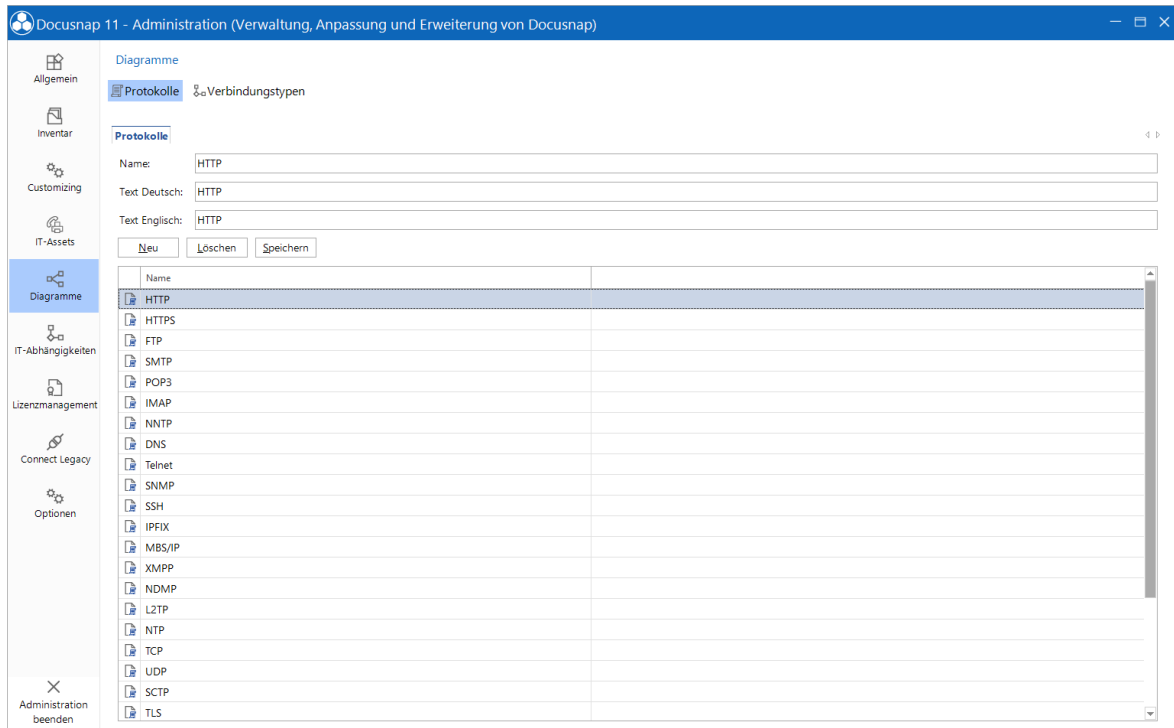 Docusnap 11 - Administration (Verwaltung, Anpassung und Erweiterung von Docusnap)
Allgemein
Inventar
Customizing
IT-Assets
Diagramme
IT-Abhängigkeiten
Lizenzmanagement
Connect Legacy
Optionen
Administration
beenden
Diagramme
Protokolle Verbindungstypen
Protokolle
Name: HTTP
Text Deutsch: HTTP
Text Englisch: HTTP
Neu Löschen Speichern
Name
HTTP
HTTPS
FTP
SMTP
POP3
IMAP
NNTP
DNS
Telnet
SNMP
SSH
IPFIX
MBS/IP
XMPP
NDMP
L2TP
NTP
TCP
UDP
SCTP
TLS